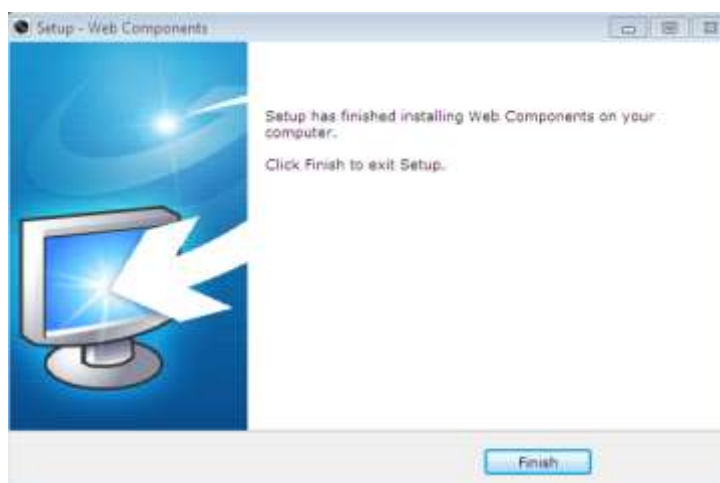 Setup - Web Components
Setup has finished installing Web Components on your
computer.
Click Finish to exit Setup.
Finish